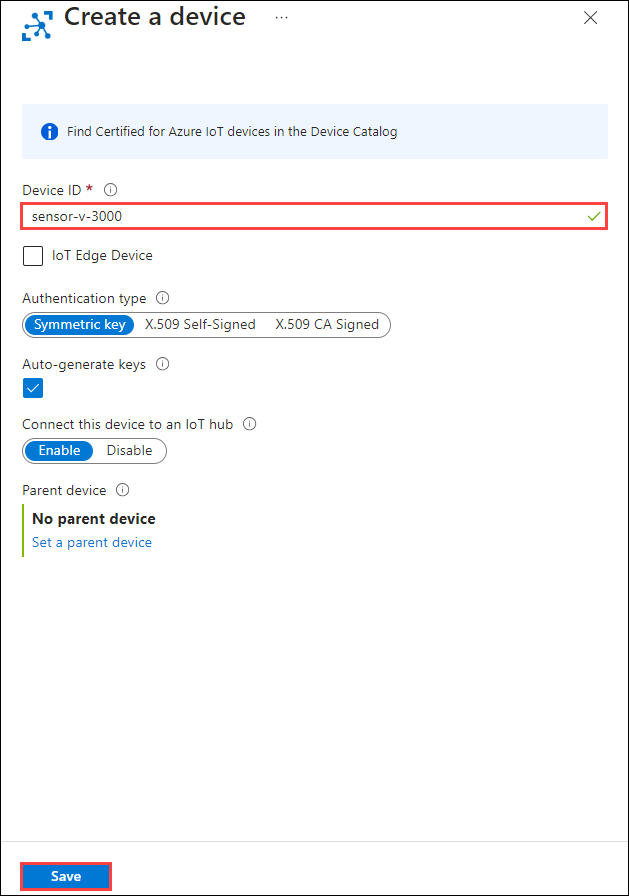 Create a device ...
Find Certified for Azure IoT devices in the Device Catalog
Device ID *
sensor-v-3000
IoT Edge Device
Authentication type
Symmetric key X.509 Self-Signed X.509 CA Signed
Auto-generate keys
Connect this device to an IoT hub
Enable Disable
Parent device
No parent device
Set a parent device
Save